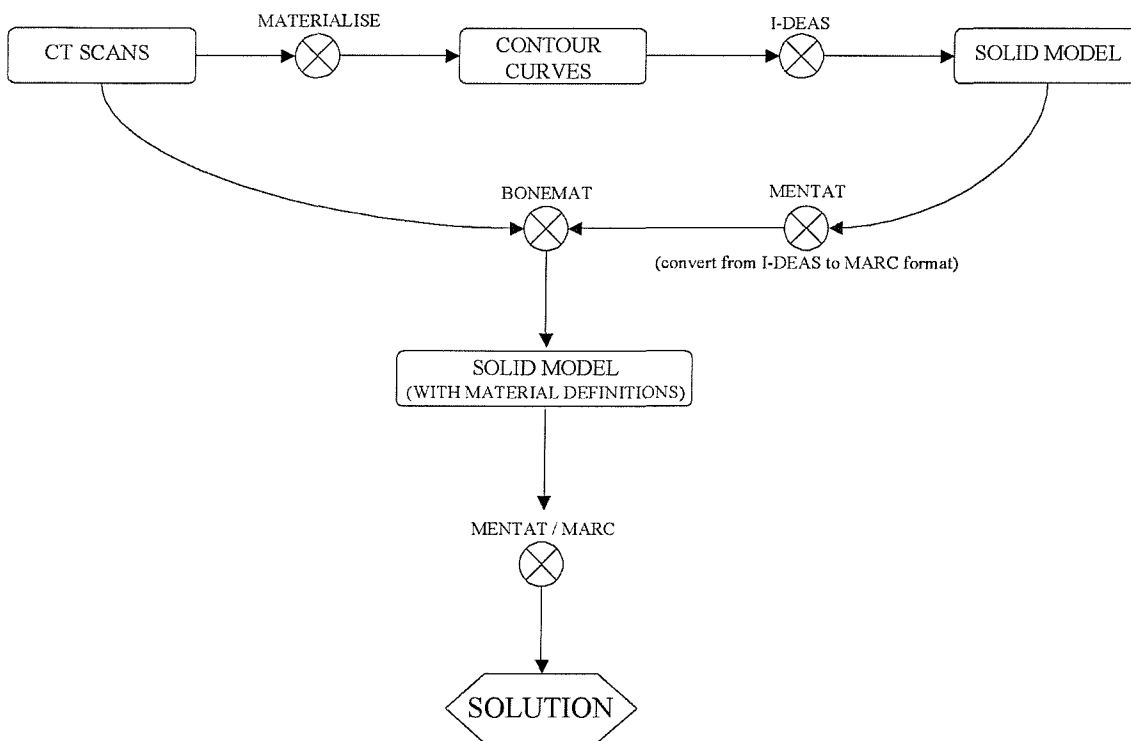 MATERIALISE
I-DEAS
CT SCANS
CONTOUR
CURVES
SOLID MODEL
BONEMAT
MENTAT
(convert from I-DEAS to MARC format)
SOLID MODEL
(WITH MATERIAL DEFINITIONS)
MENTAT / MARC
SOLUTION